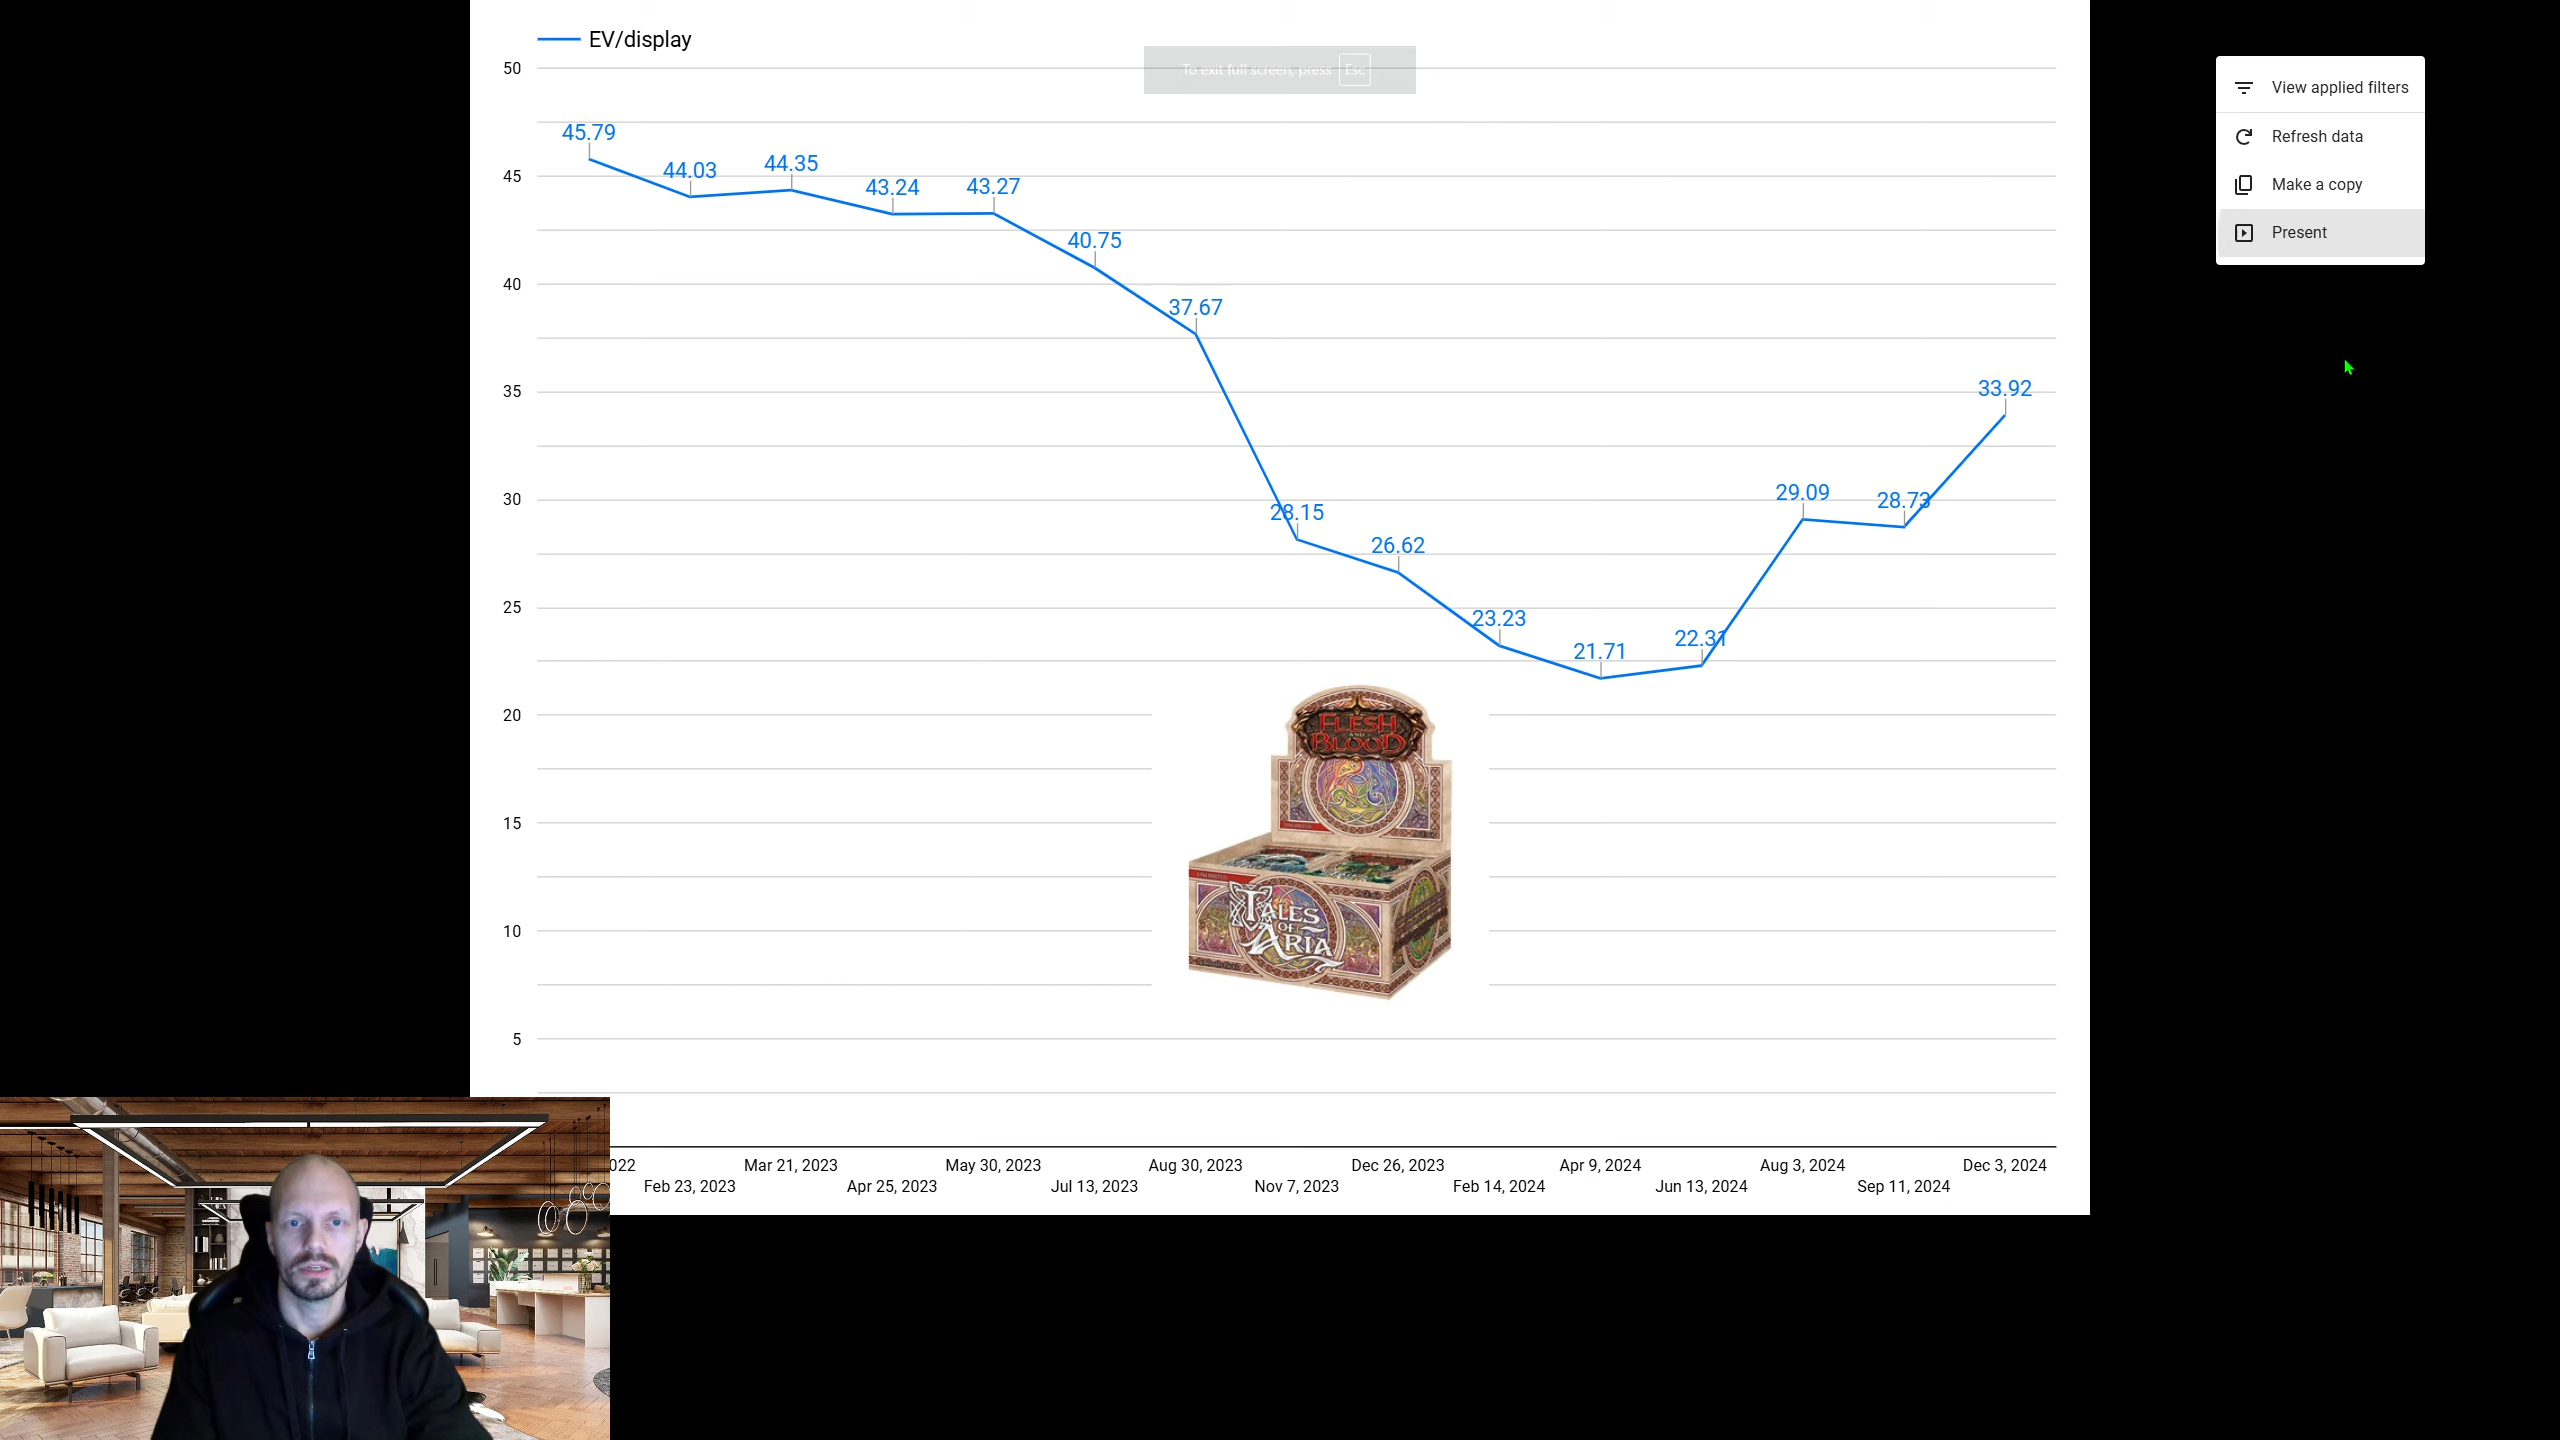 EV/display
To exit full screen, press Esc
View applied filters
Refresh data
Make a copy
Present
50
45
40
35
30
25
20
15
10
5
45.79
44.03
44.35
43.24
43.27
40.75
37.67
28.15
26.62
23.23
21.71
22.31
29.09
28.73
33.92
FLESH
AND
BLOOD
UNLIMITED
TALES
OF
ARIA
022
Feb 23, 2023
Mar 21, 2023
Apr 25, 2023
May 30, 2023
Jul 13, 2023
Aug 30, 2023
Nov 7, 2023
Dec 26, 2023
Feb 14, 2024
Apr 9, 2024
Jun 13, 2024
Aug 3, 2024
Sep 11, 2024
Dec 3, 2024